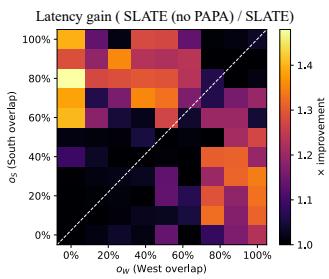 Latency gain ( SLATE (no PAPA) / SLATE)
100%
80%
60%
40%
20%
0%
o_S (South overlap)
0% 20% 40% 60% 80% 100%
o_W (West overlap)
1.4
1.3
1.2
1.1
1.0
× improvement